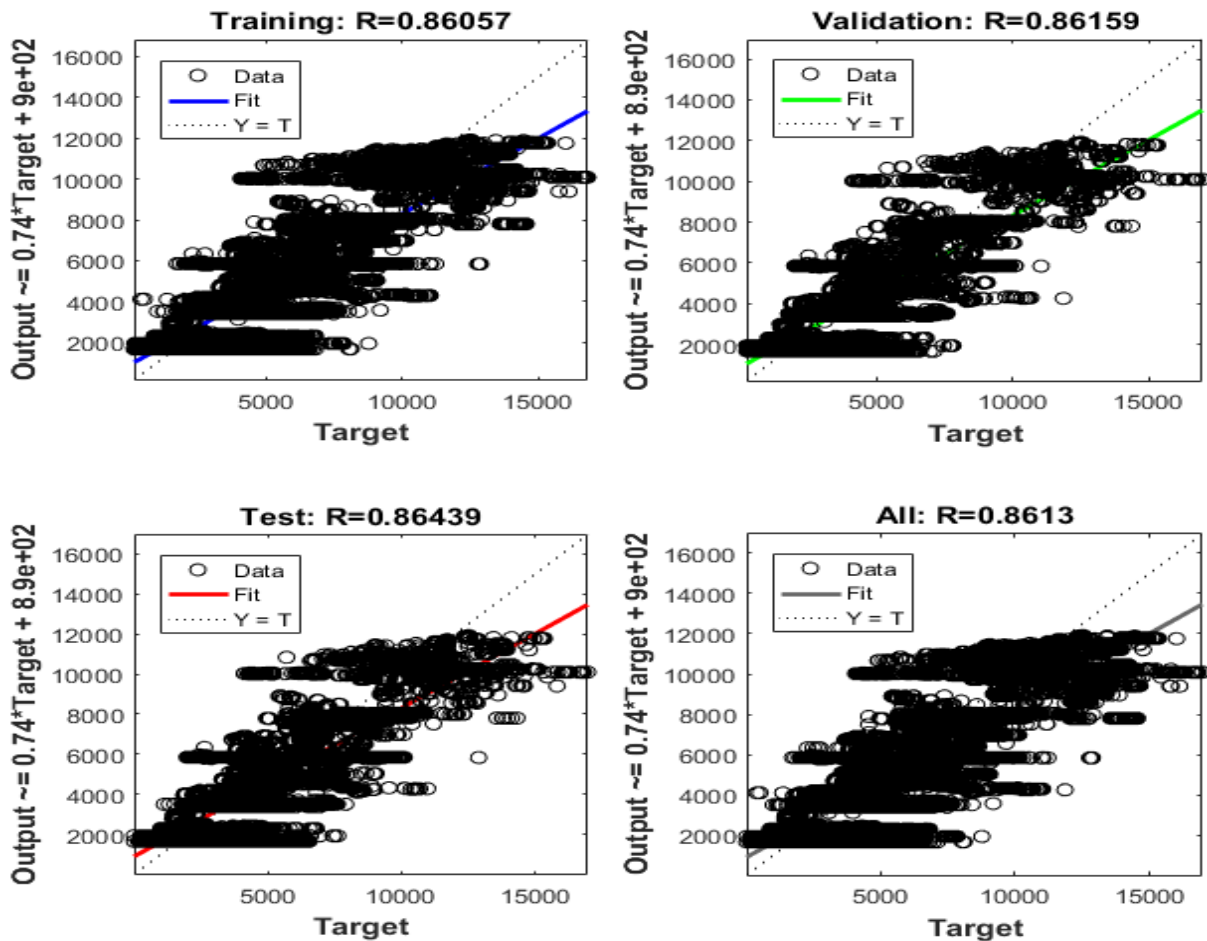 Training: R=0.86057
Output ~= 0.74*Target + 9e+02
16000
14000
12000
10000
8000
6000
4000
2000
Data
Fit
Y = T
5000 10000 15000
Target
Validation: R=0.86159
Output ~= 0.74*Target + 8.9e+02
16000
14000
12000
10000
8000
6000
4000
2000
Data
Fit
Y = T
5000 10000 15000
Target
Test: R=0.86439
Output ~= 0.74*Target + 8.9e+02
16000
14000
12000
10000
8000
6000
4000
2000
Data
Fit
Y = T
5000 10000 15000
Target
All: R=0.8613
Output ~= 0.74*Target + 9e+02
16000
14000
12000
10000
8000
6000
4000
2000
Data
Fit
Y = T
5000 10000 15000
Target